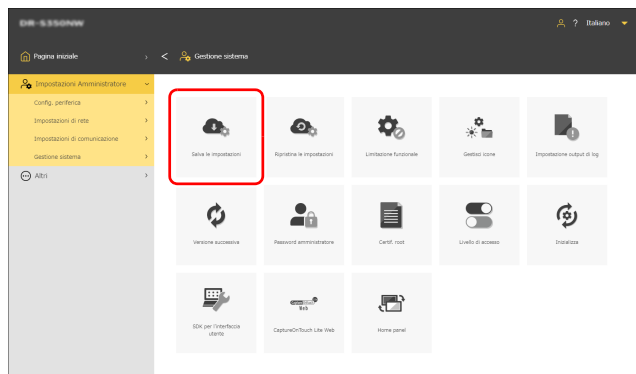 DR-S350NW
? Italiano
Pagina iniziale
Gestione sistema
Impostazioni Amministratore
Config. periferica
Impostazioni di rete
Impostazioni di comunicazione
Gestione sistema
Altri
Salva le impostazioni
Ripristina le impostazioni
Limitazione funzionale
Gestisci icone
Impostazione output di log
Versione successiva
Password amministratore
Certif. root
Livello di accesso
Inizializza
Web
SDK per l'interfaccia
utente
CaptureOnTouch Lite Web
Home panel